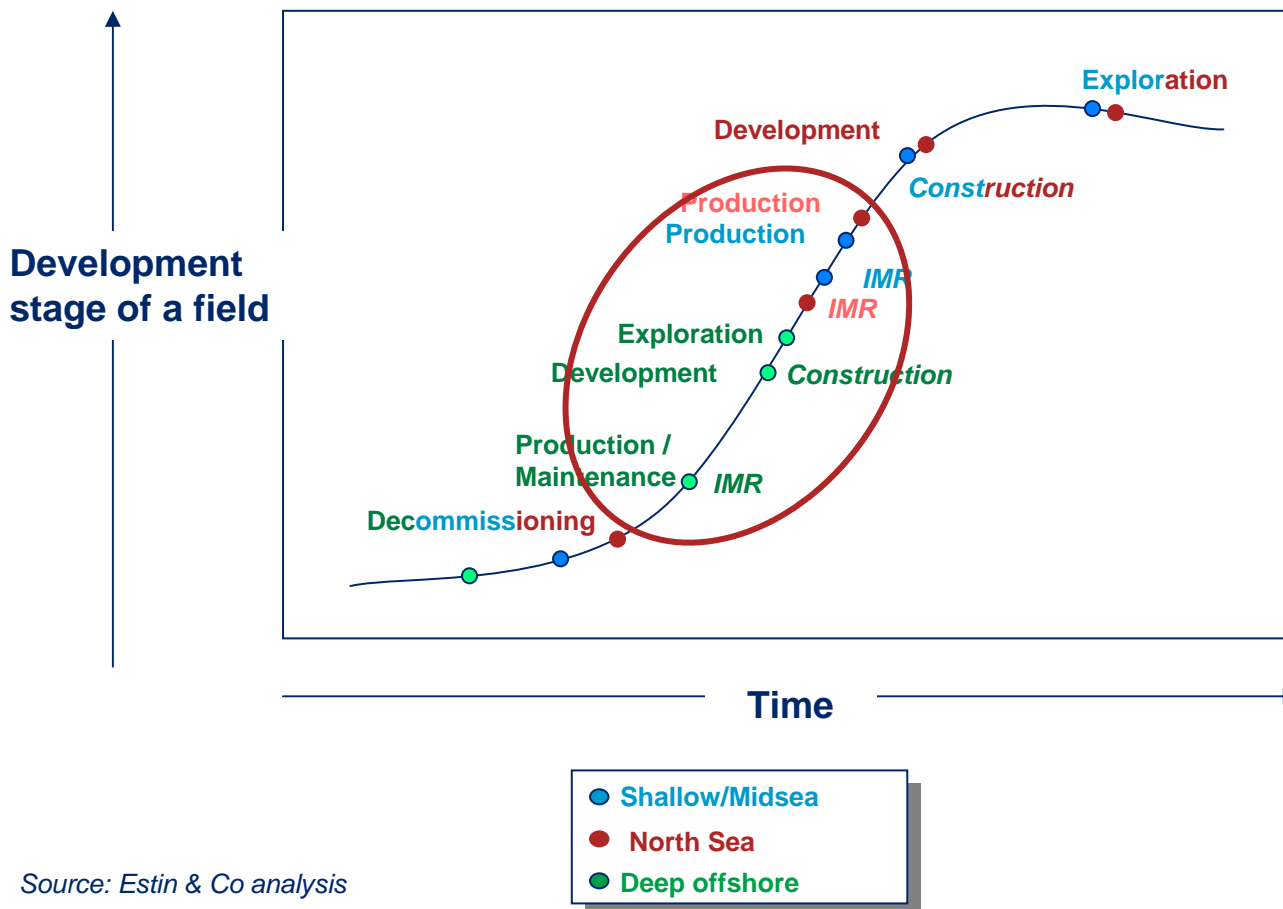 Exploration
Development
Construction
Production
Production
Development
stage of a field
IMR
IMR
Exploration
Development
Construction
Production /
Maintenance
IMR
Decommissioning
Time
Shallow/Midsea
North Sea
Deep offshore
Source: Estin & Co analysis